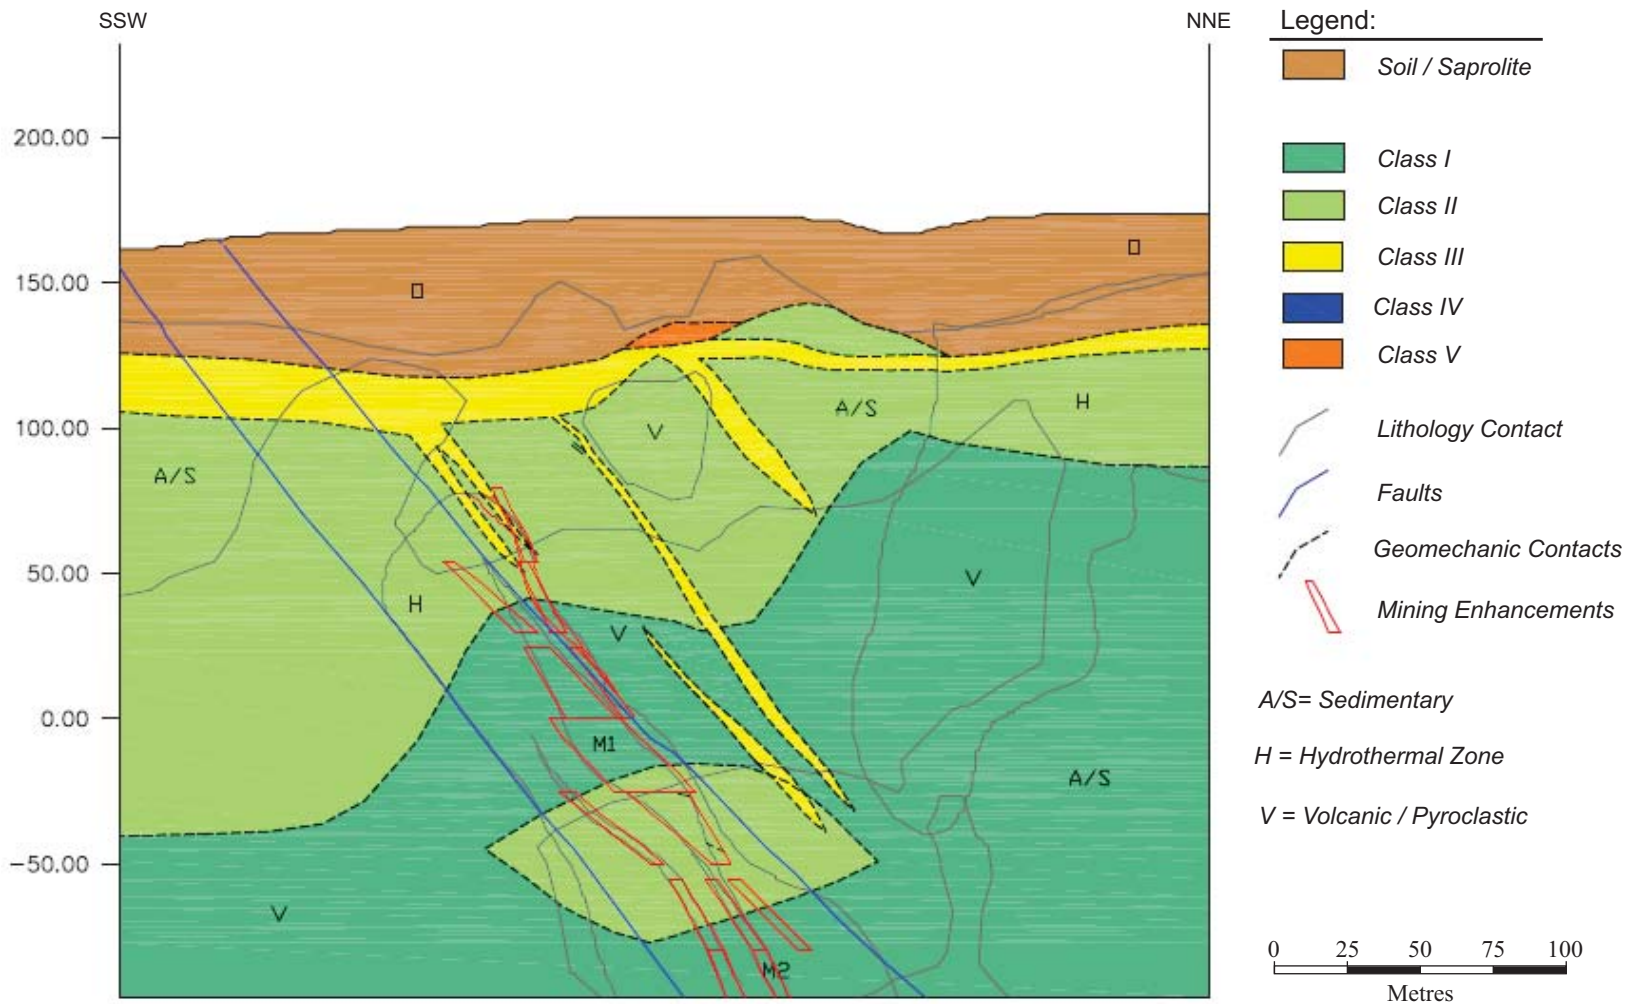 SSW
NNE
Legend:
Soil / Saprolite
Class I
Class II
Class III
Class IV
Class V
Lithology Contact
Faults
Geomechanic Contacts
Mining Enhancements
A/S= Sedimentary
H = Hydrothermal Zone
V = Volcanic / Pyroclastic
0 25 50 75 100
Metres
200.00
150.00
100.00
50.00
0.00
−50.00
A/S
H
V
A/S
H
V
V
M1
A/S
V
M2